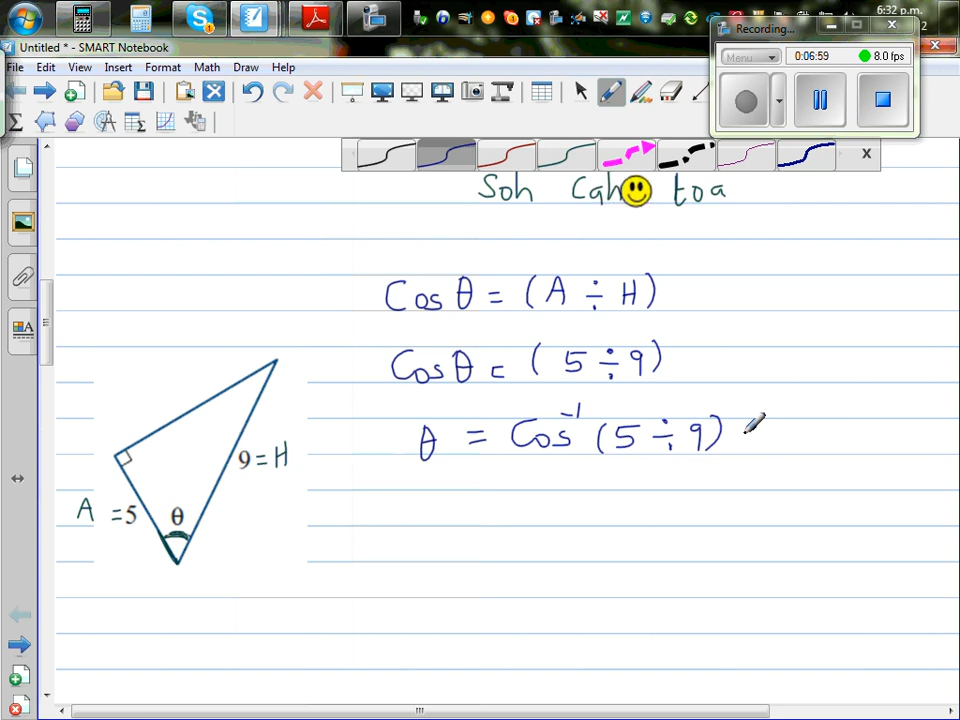 6:32 p.m.
Untitled * - SMART Notebook
Recording...
File Edit View Insert Format Math Draw Help
Menu 0:06:59 8.0 fps
Soh Cah toa
Cos θ = (A ÷ H)
Cos θ = (5 ÷ 9)
θ = Cos⁻¹ (5 ÷ 9)
9 = H
A = 5 θ